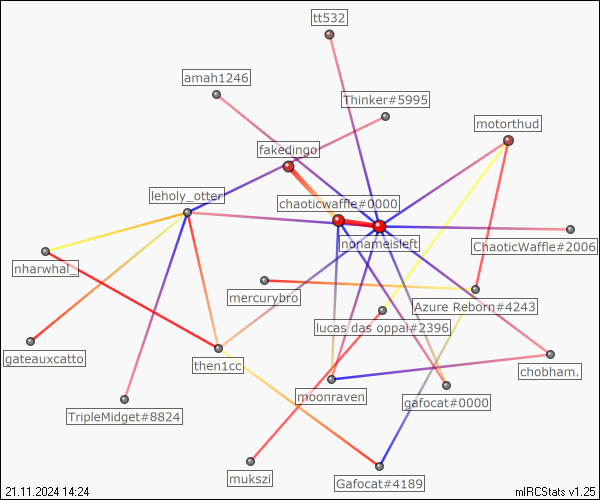 tt532
amah1246
Thinker#5995
motorthud
fakedingo
leholy_otter
chaoticwaffle#0000
nonameisleft
ChaoticWaffle#2006
nharwhal_
mercurybro
Azure Reborn#4243
lucas das oppai#2396
gateauxcatto
then1cc
chobham.
moonraven
gafocat#0000
TripleMidget#8824
mukszi
Gafocat#4189
21.11.2024 14:24
mIRCStats v1.25